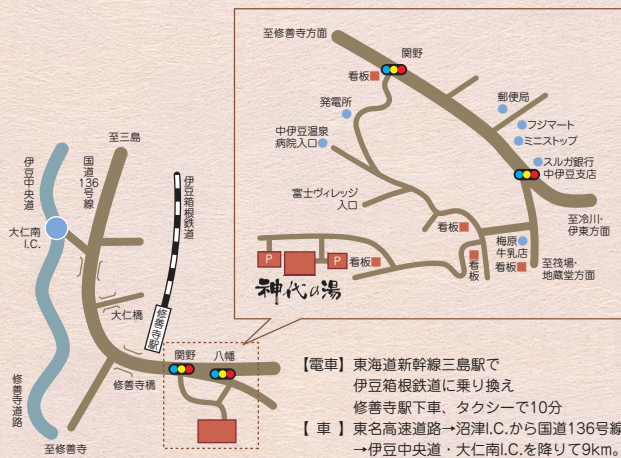 至修善寺方面
関野
看板
発電所
郵便局
フジマート
中伊豆温泉
病院入口
ミニストップ
スルガ銀行
中伊豆支店
富士ヴィレッジ
入口
至冷川・
伊東方面
看板
梅原
牛乳店
看板
看板
至筏場・
地蔵堂方面
P
P
看板
神代の湯
至三島
伊豆中央道
国道
136
号線
伊豆箱根鉄道
大仁南
I.C.
大仁橋
修善寺駅
関野
八幡
修善寺橋
修善寺道路
至修善寺
【電車】東海道新幹線三島駅で
伊豆箱根鉄道に乗り換え
修善寺駅下車、タクシーで10分
【 車 】東名高速道路→沼津I.C.から国道136号線
→伊豆中央道・大仁南I.C.を降りて9km。